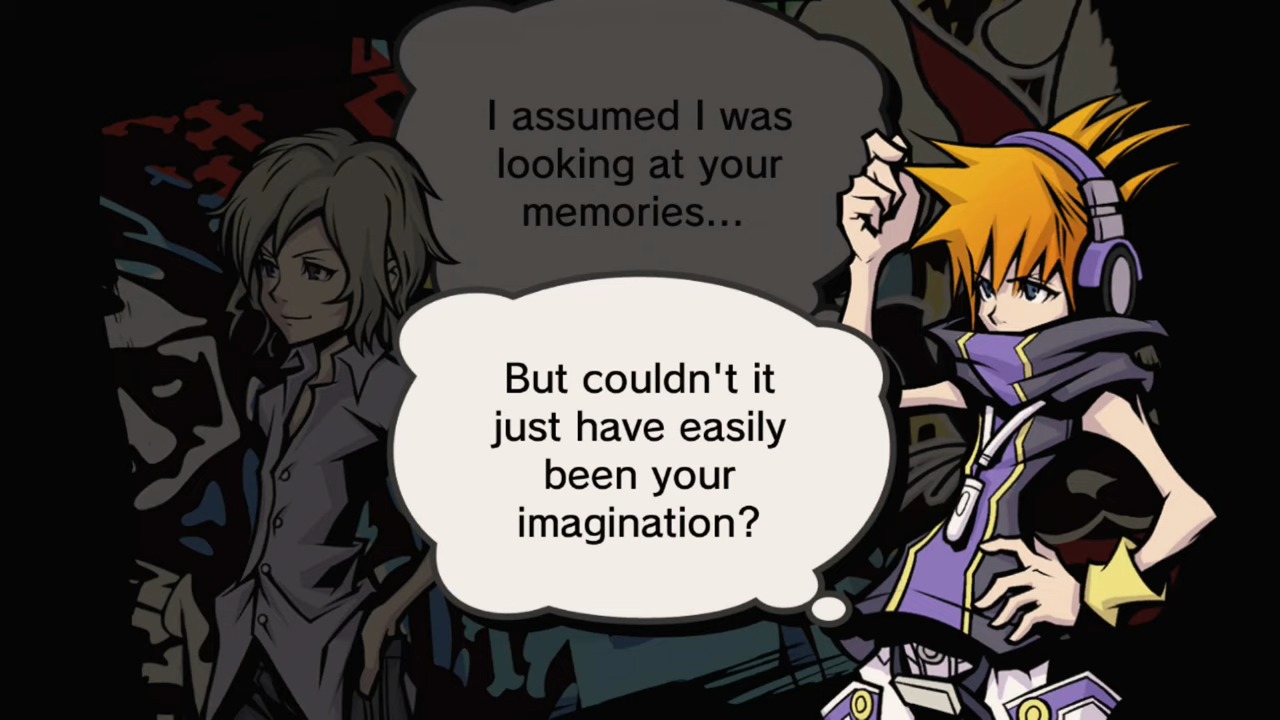 I assumed I was
looking at your
memories...
But couldn't it
just have easily
been your
imagination?